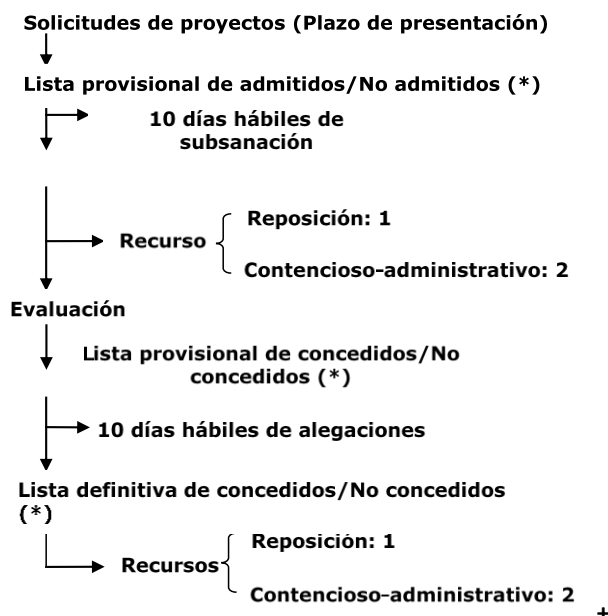 Solicitudes de proyectos (Plazo de presentación)
Lista provisional de admitidos/No admitidos (*)
10 días hábiles de
subsanación
Reposición: 1
Recurso
Contencioso-administrativo: 2
Evaluación
Lista provisional de concedidos/No
concedidos (*)
10 días hábiles de alegaciones
Lista definitiva de concedidos/No concedidos
(*)
Reposición: 1
Recursos
Contencioso-administrativo: 2